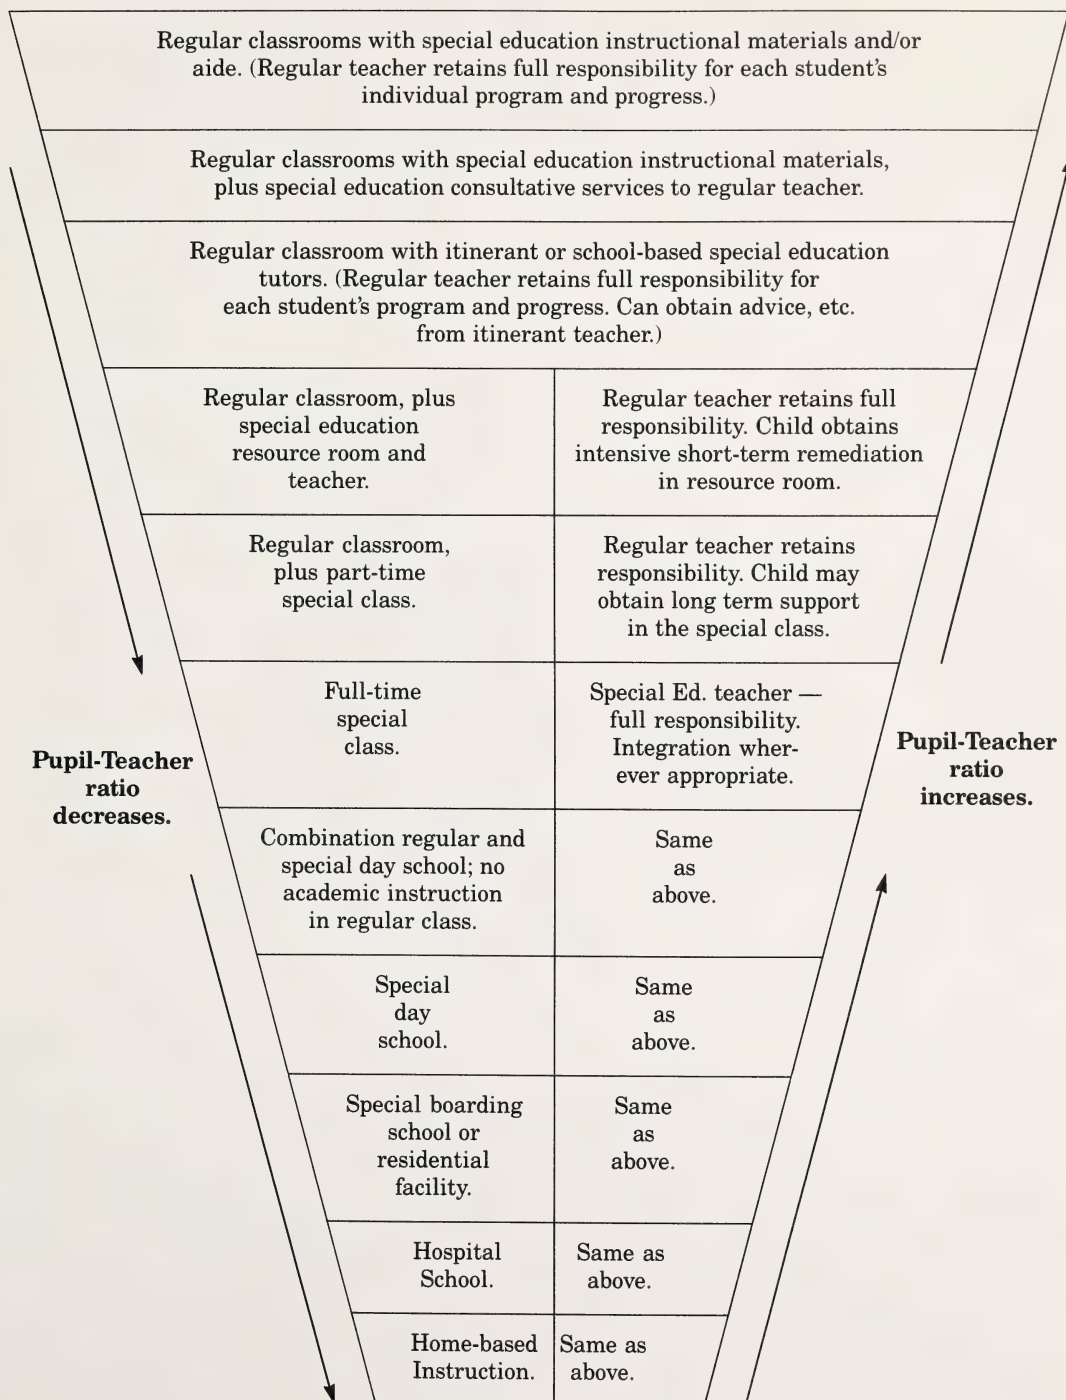 Regular classrooms with special education instructional materials and/or
aide. (Regular teacher retains full responsibility for each student's
individual program and progress.)
Regular classrooms with special education instructional materials,
plus special education consultative services to regular teacher.
Regular classroom with itinerant or school-based special education
tutors. (Regular teacher retains full responsibility for
each student's program and progress. Can obtain advice, etc.
from itinerant teacher.)
Regular classroom, plus
special education
resource room and
teacher.
Regular teacher retains full
responsibility. Child obtains
intensive short-term remediation
in resource room.
Regular classroom,
plus part-time
special class.
Regular teacher retains
responsibility. Child may
obtain long term support
in the special class.
Full-time
special
class.
Special Ed. teacher —
full responsibility.
Integration wher-
ever appropriate.
Pupil-Teacher
ratio
decreases.
Pupil-Teacher
ratio
increases.
Combination regular and
special day school; no
academic instruction
in regular class.
Same
as
above.
Special
day
school.
Same
as
above.
Special boarding
school or
residential
facility.
Same
as
above.
Hospital
School.
Same as
above.
Home-based
Instruction.
Same as
above.